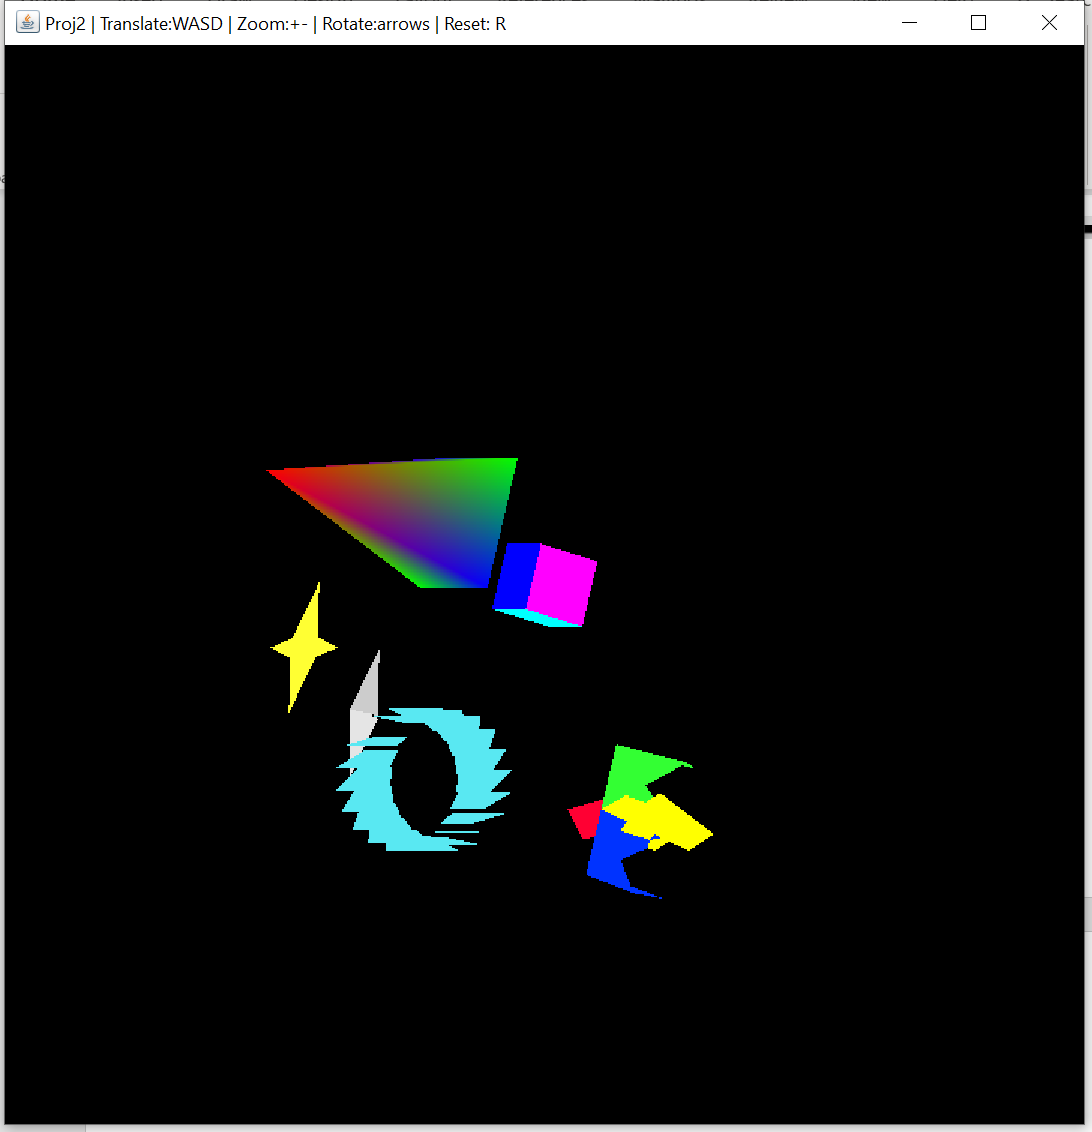 Proj2 | Translate:WASD | Zoom:+- | Rotate:arrows | Reset: R